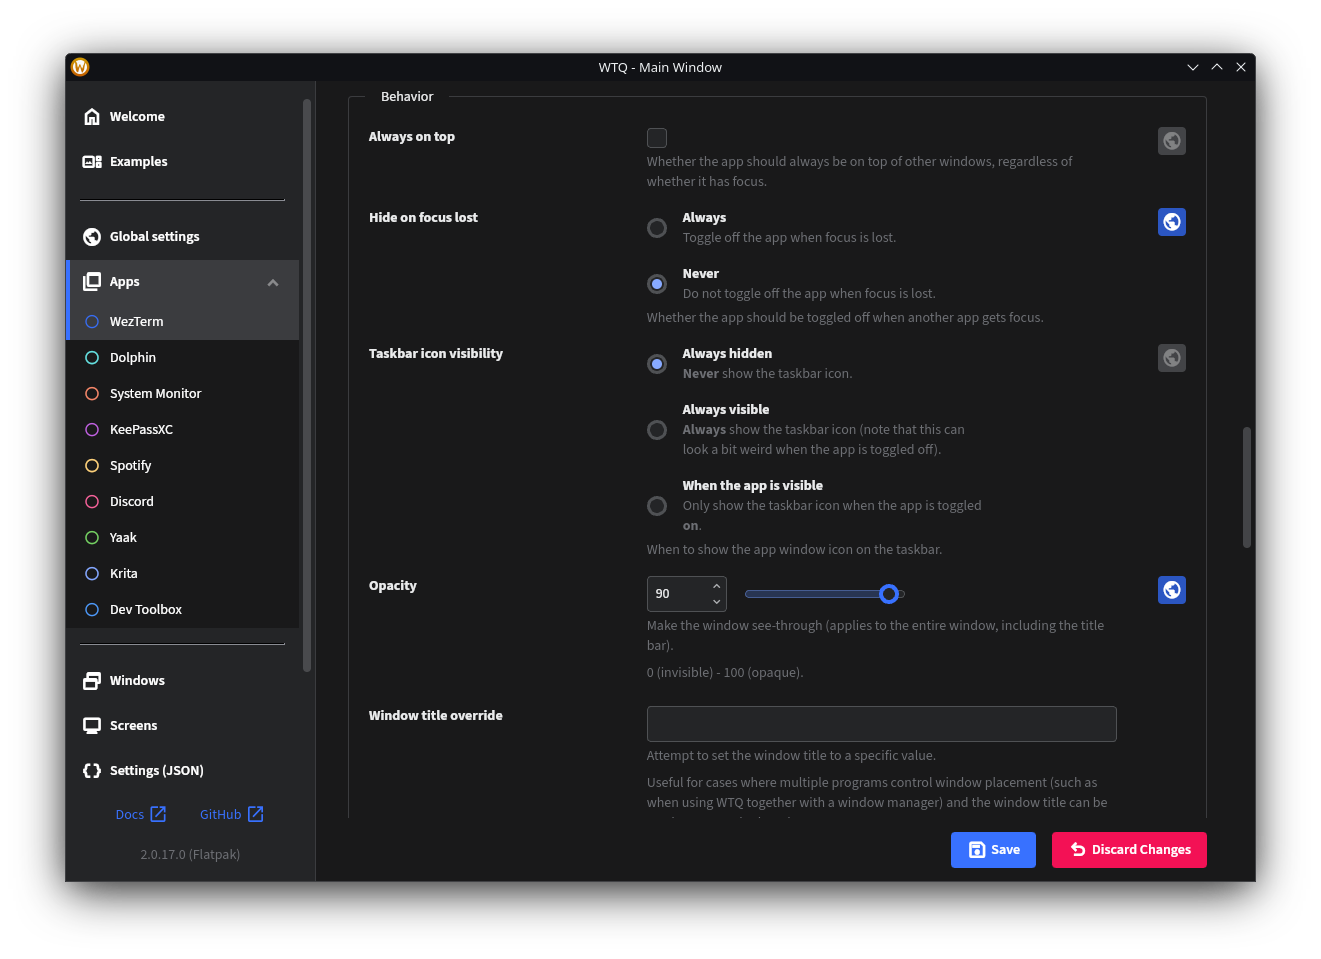 WTQ - Main Window
Welcome
Examples
Global settings
Apps
WezTerm
Dolphin
System Monitor
KeePassXC
Spotify
Discord
Yaak
Krita
Dev Toolbox
Windows
Screens
Settings (JSON)
Docs
GitHub
2.0.17.0 (Flatpak)
Behavior
Always on top
Whether the app should always be on top of other windows, regardless of
whether it has focus.
Hide on focus lost
Always
Toggle off the app when focus is lost.
Never
Do not toggle off the app when focus is lost.
Whether the app should be toggled off when another app gets focus.
Taskbar icon visibility
Always hidden
Never show the taskbar icon.
Always visible
Always show the taskbar icon (note that this can
look a bit weird when the app is toggled off).
When the app is visible
Only show the taskbar icon when the app is toggled
on.
When to show the app window icon on the taskbar.
Opacity
90
Make the window see-through (applies to the entire window, including the title
bar).
0 (invisible) - 100 (opaque).
Window title override
Attempt to set the window title to a specific value.
Useful for cases where multiple programs control window placement (such as
when using WTQ together with a window manager) and the window title can be
Save
Discard Changes